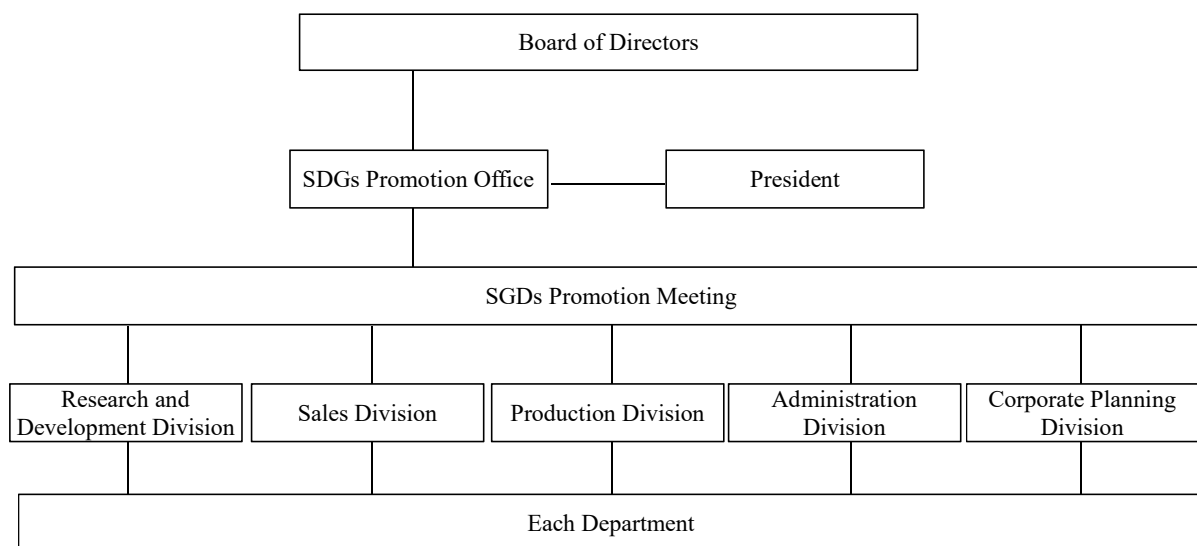 Board of Directors
SDGs Promotion Office
President
SGDs Promotion Meeting
Research and
Development Division
Sales Division
Production Division
Administration
Division
Corporate Planning
Division
Each Department